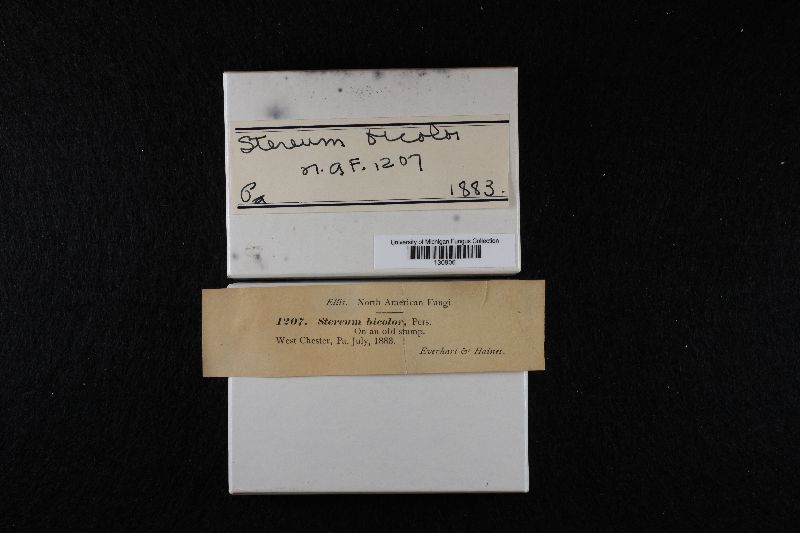 Stereum bicolor
N.A.F. 1207
Pa 1883.
University of Michigan Fungus Collection
Ellis. North American Fungi
1207. Stereum bicolor, Pers.
On an old stump.
West Chester, Pa. July, 1883.
Everhart & Haines.